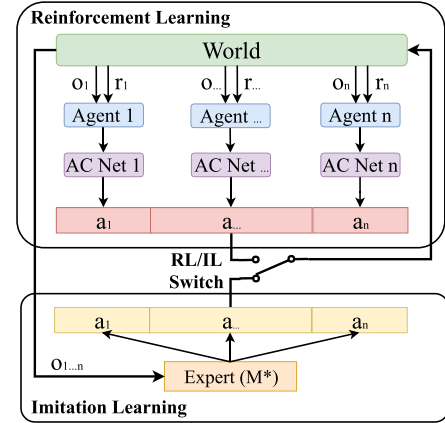 Reinforcement Learning
World
o1 r1 o... r... on rn
Agent 1 Agent ... Agent n
AC Net 1 AC Net ... AC Net n
a1 a... an
RL/IL
Switch
a1 a... an
o1...n
Expert (M*)
Imitation Learning